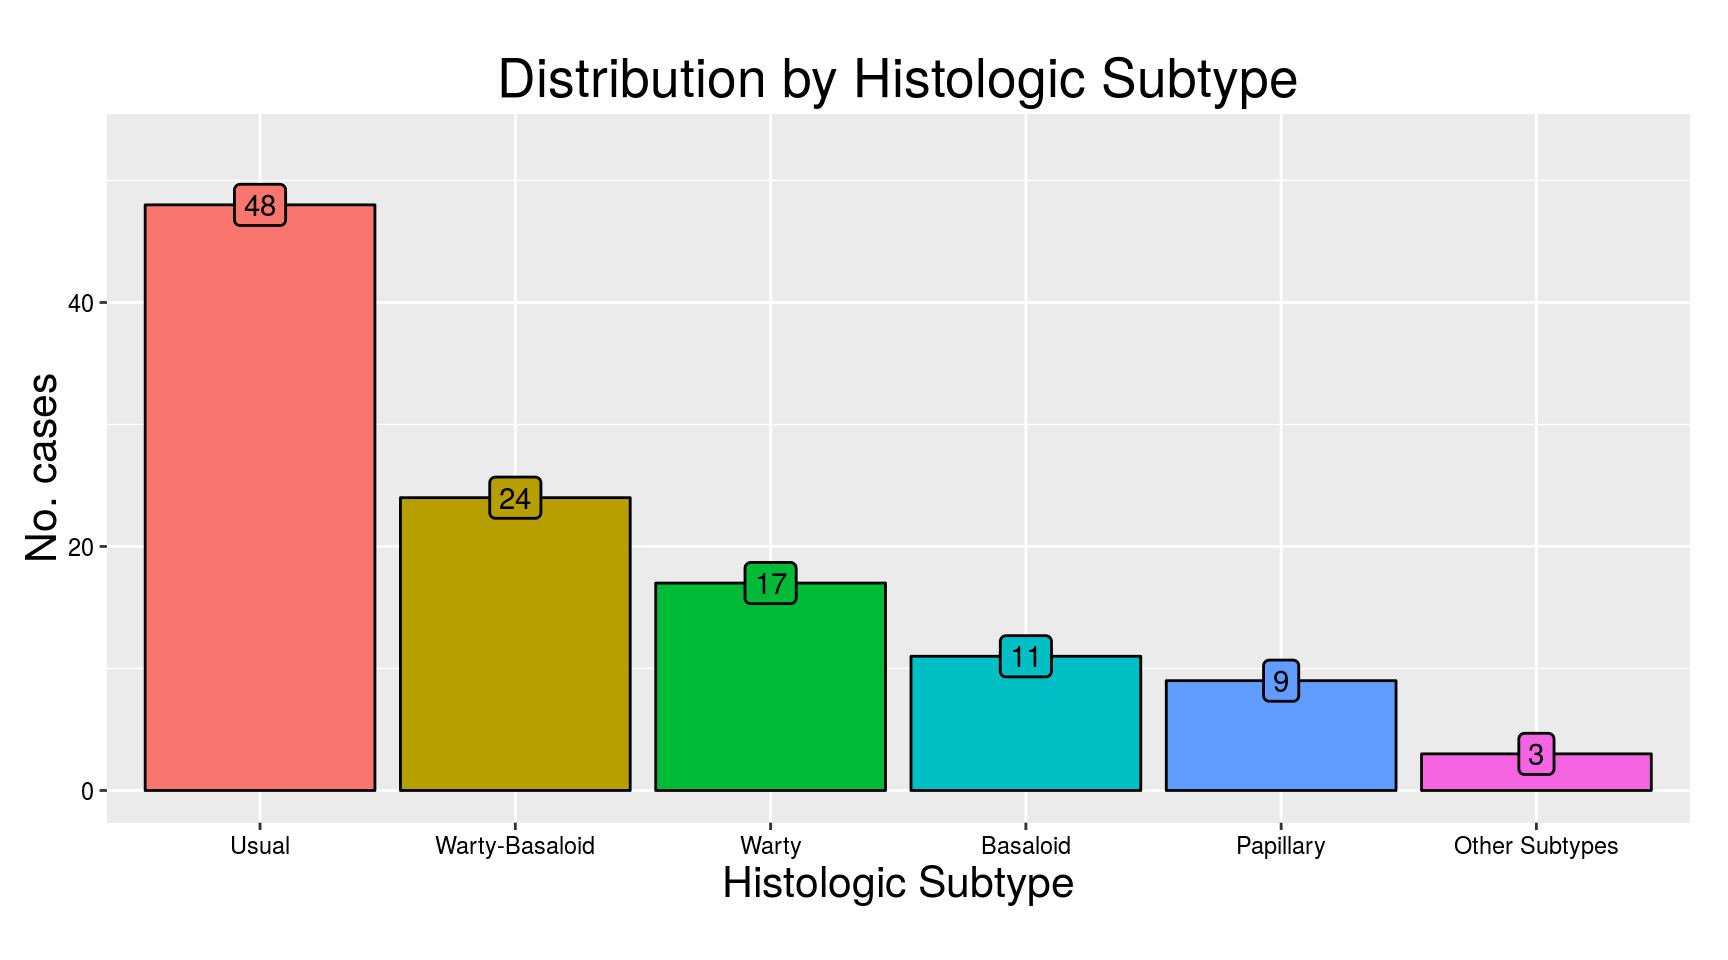 Distribution by Histologic Subtype
No. cases
40
20
0
48
24
17
11
9
3
Usual
Warty-Basaloid
Warty
Basaloid
Papillary
Other Subtypes
Histologic Subtype